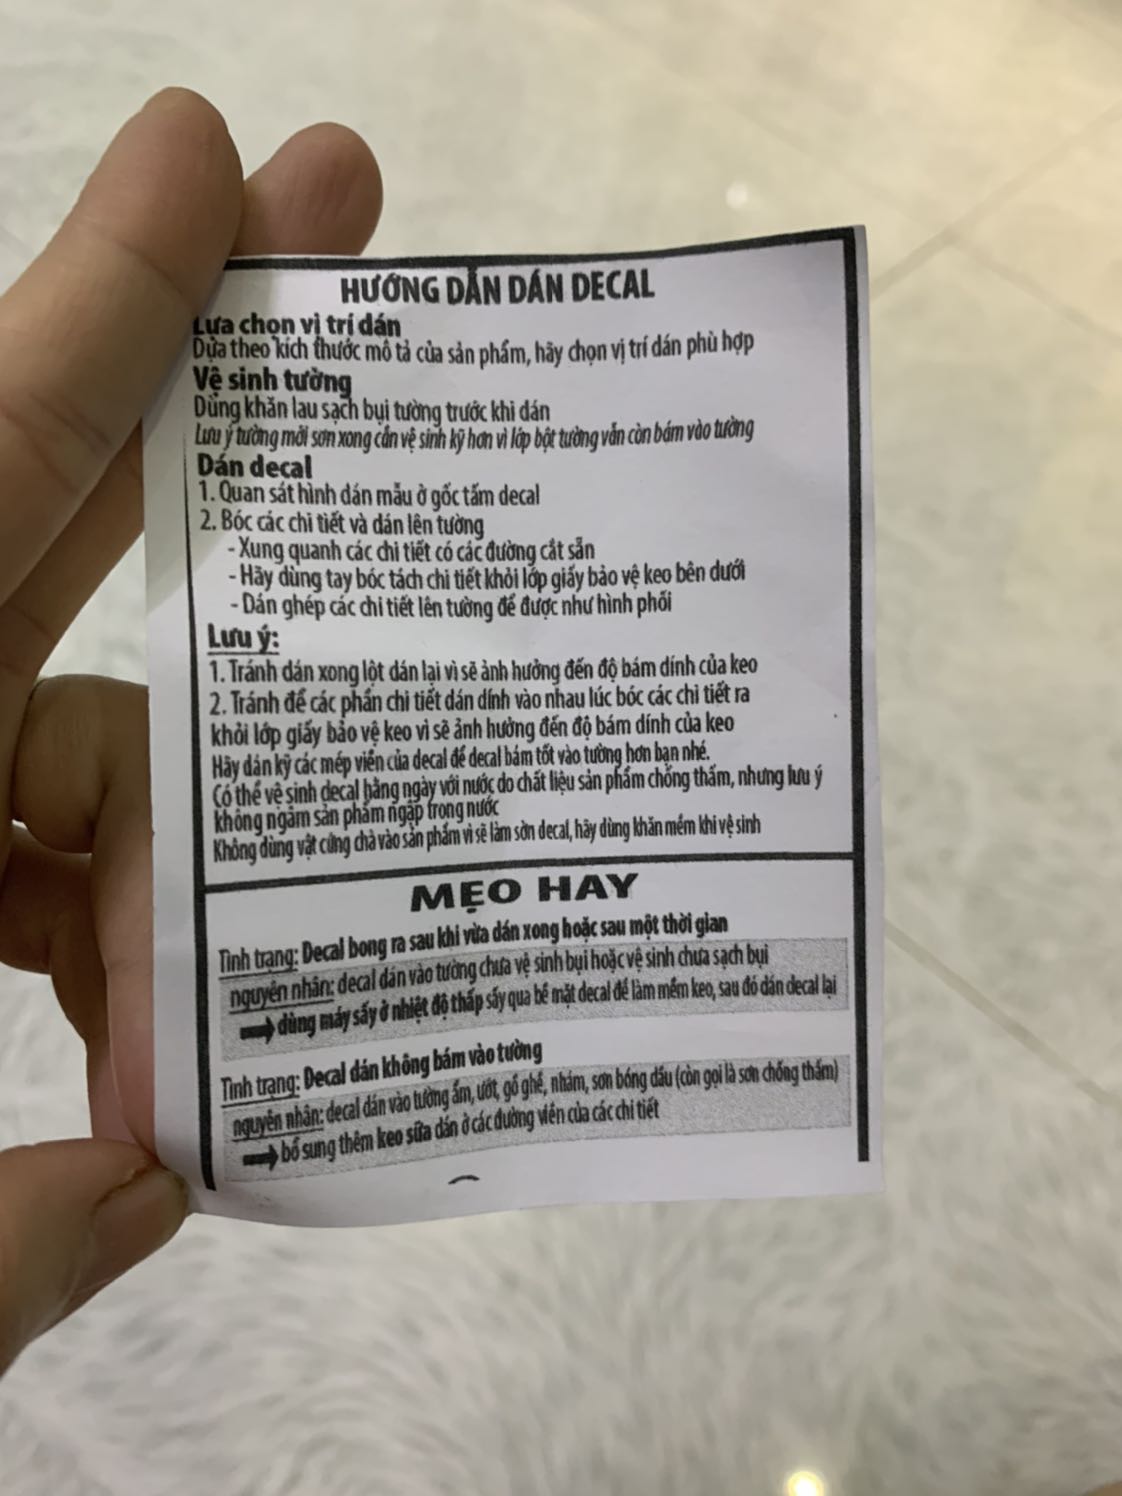 HƯỚNG DẪN DÁN DECAL
Lựa chọn vị trí dán
Dựa theo kích thước mô tả của sản phẩm, hãy chọn vị trí dán phù hợp
Vệ sinh tường
Dùng khăn lau sạch bụi tường trước khi dán
Lưu ý tường mới sơn xong cần vệ sinh kỹ hơn vì lớp bột tường vẫn còn bám vào tường
Dán decal
1. Quan sát hình dán mẫu ở gốc tấm decal
2. Bóc các chi tiết và dán lên tường
- Xung quanh các chi tiết có các đường cắt sẵn
- Hãy dùng tay bóc tách chi tiết khỏi lớp giấy bảo vệ keo bên dưới
- Dán ghép các chi tiết lên tường để được như hình phối
Lưu ý:
1. Tránh dán xong lột dán lại vì sẽ ảnh hưởng đến độ bám dính của keo
2. Tránh để các phần chi tiết dán dính vào nhau lúc bóc các chi tiết ra
khỏi lớp giấy bảo vệ keo vì sẽ ảnh hưởng đến độ bám dính của keo
Hãy dán kỹ các mép viền của decal để decal bám tốt vào tường hơn bạn nhé.
Có thể vệ sinh decal hằng ngày với nước do chất liệu sản phẩm chống thấm, nhưng lưu ý
không ngâm sản phẩm ngập trong nước
Không dùng vật cứng chà vào sản phẩm vì sẽ làm sờn decal, hãy dùng khăn mềm khi vệ sinh
MẸO HAY
Tình trạng: Decal bong ra sau khi vừa dán xong hoặc sau một thời gian
nguyên nhân: decal dán vào tường chưa vệ sinh bụi hoặc vệ sinh chưa sạch bụi
➡ dùng máy sấy ở nhiệt độ thấp sấy qua bề mặt decal để làm mềm keo, sau đó dán decal lại
Tình trạng: Decal dán không bám vào tường
nguyên nhân: decal dán vào tường ẩm, ướt, gồ ghề, nhám, sơn bóng dầu (còn gọi là sơn chống thấm)
➡ bổ sung thêm keo sữa dán ở các đường viền của các chi tiết